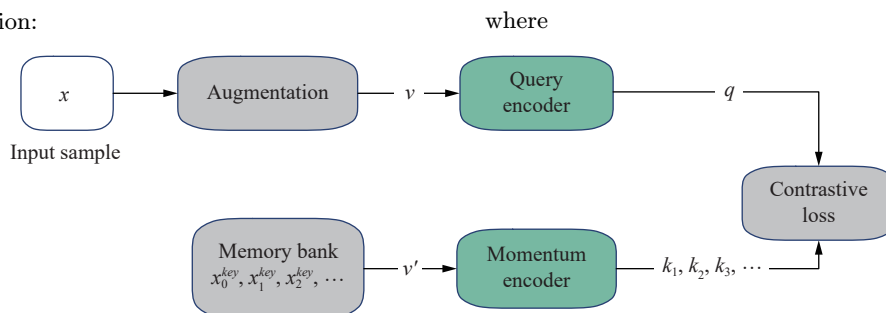 ion:
where
x
Augmentation
v
Query
encoder
q
Input sample
Contrastive
loss
Memory bank
x_0^{key}, x_1^{key}, x_2^{key}, ⋯
v′
Momentum
encoder
k_1, k_2, k_3, ⋯